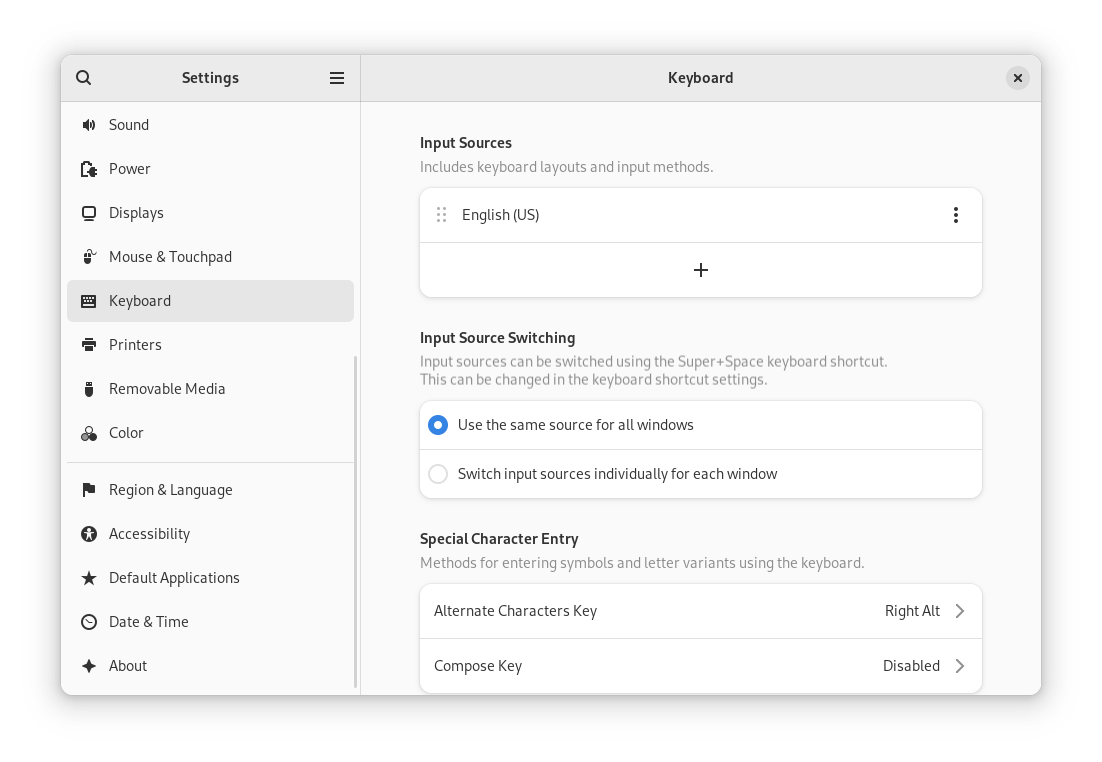 Settings
Keyboard
Sound
Power
Displays
Mouse & Touchpad
Keyboard
Printers
Removable Media
Color
Region & Language
Accessibility
Default Applications
Date & Time
About
Input Sources
Includes keyboard layouts and input methods.
English (US)
Input Source Switching
Input sources can be switched using the Super+Space keyboard shortcut.
This can be changed in the keyboard shortcut settings.
Use the same source for all windows
Switch input sources individually for each window
Special Character Entry
Methods for entering symbols and letter variants using the keyboard.
Alternate Characters Key Right Alt
Compose Key Disabled